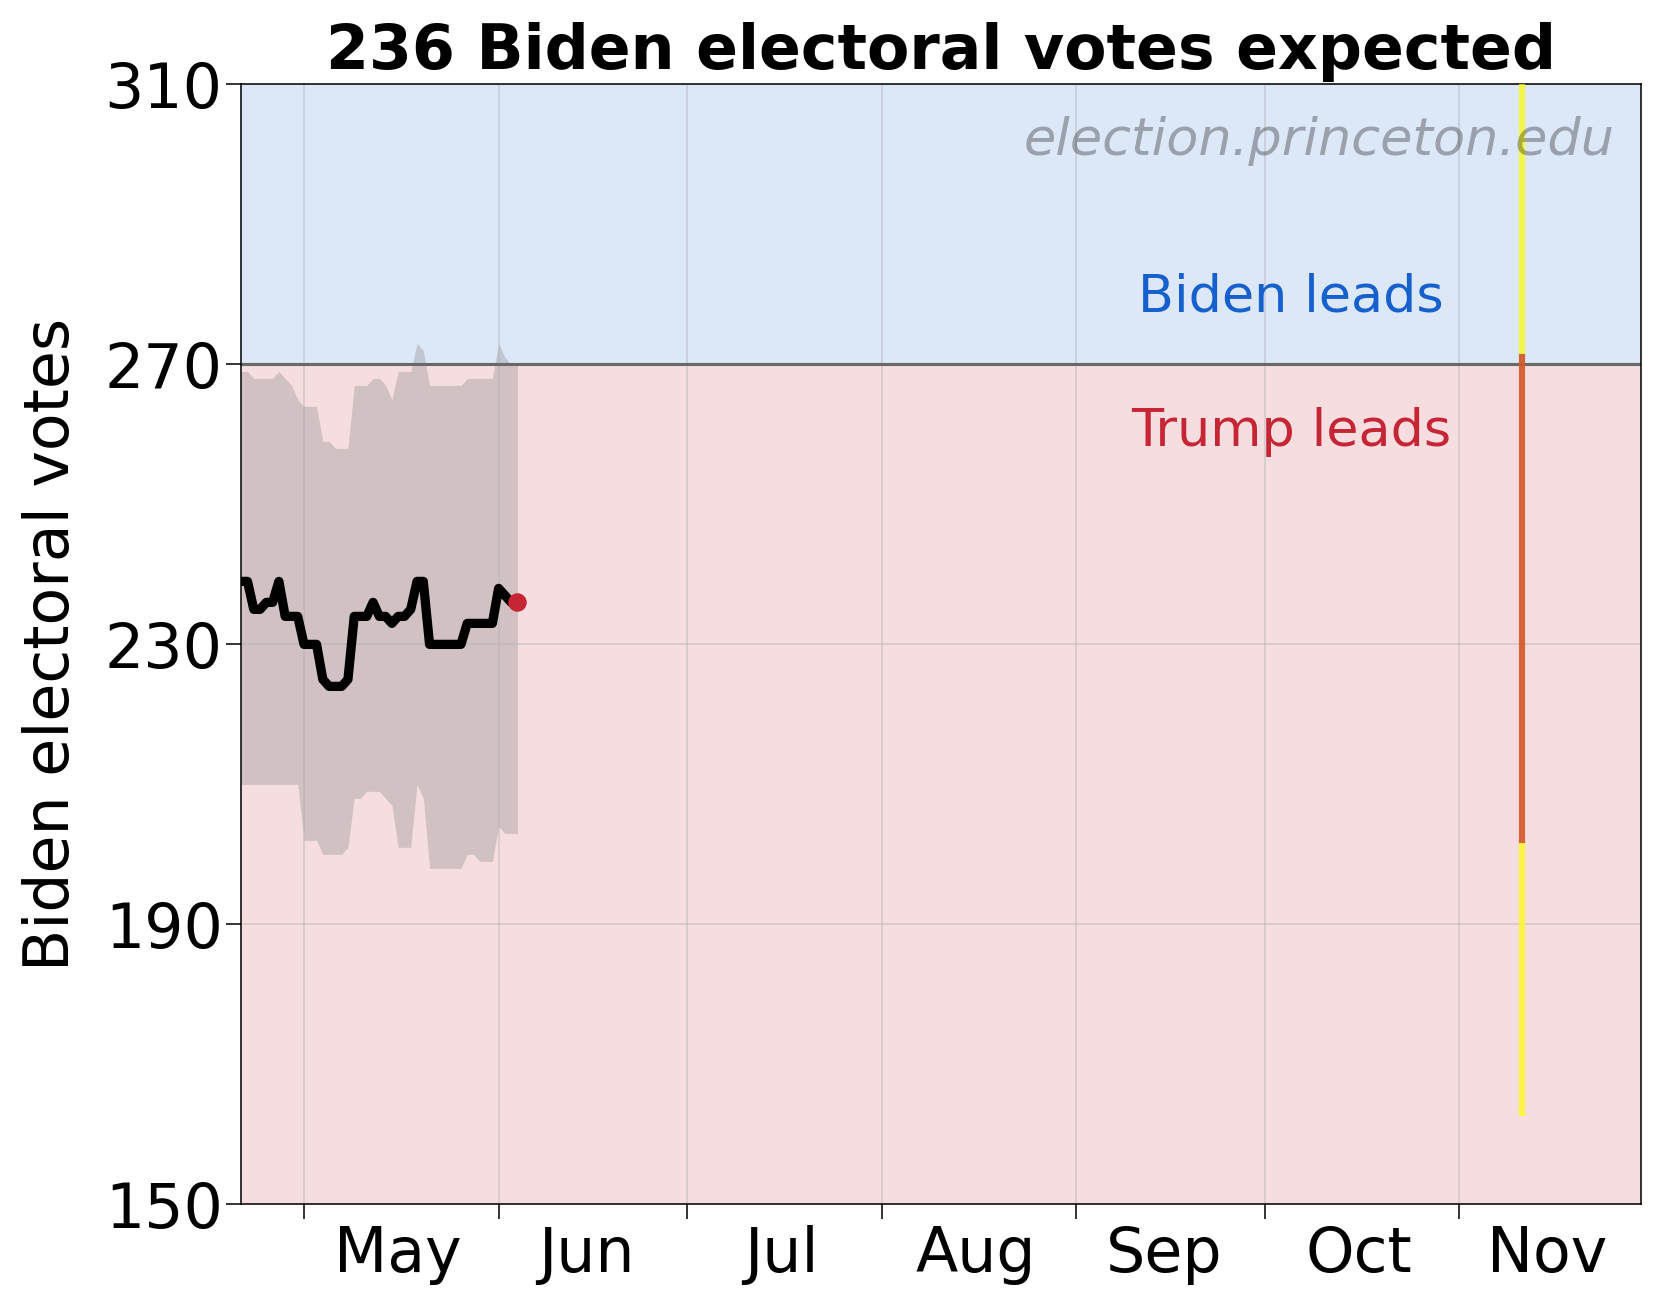 236 Biden electoral votes expected
310
election.princeton.edu
Biden leads
270
Trump leads
230
190
150
Biden electoral votes
May Jun Jul Aug Sep Oct Nov